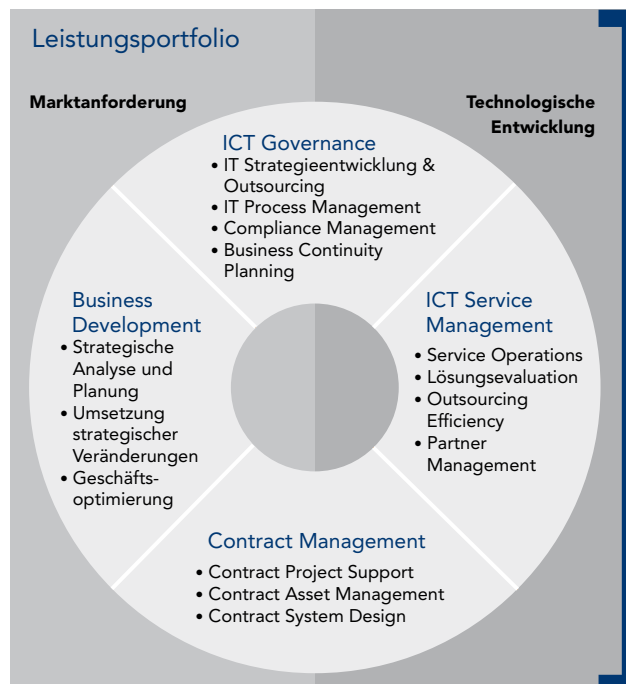 Leistungsportfolio
Marktanforderung
Technologische
Entwicklung
ICT Governance
• IT Strategieentwicklung &
Outsourcing
• IT Process Management
• Compliance Management
• Business Continuity
Planning
Business
Development
• Strategische
Analyse und
Planung
• Umsetzung
strategischer
Veränderungen
• Geschäfts-
optimierung
ICT Service
Management
• Service Operations
• Lösungsevaluation
• Outsourcing
Efficiency
• Partner
Management
Contract Management
• Contract Project Support
• Contract Asset Management
• Contract System Design